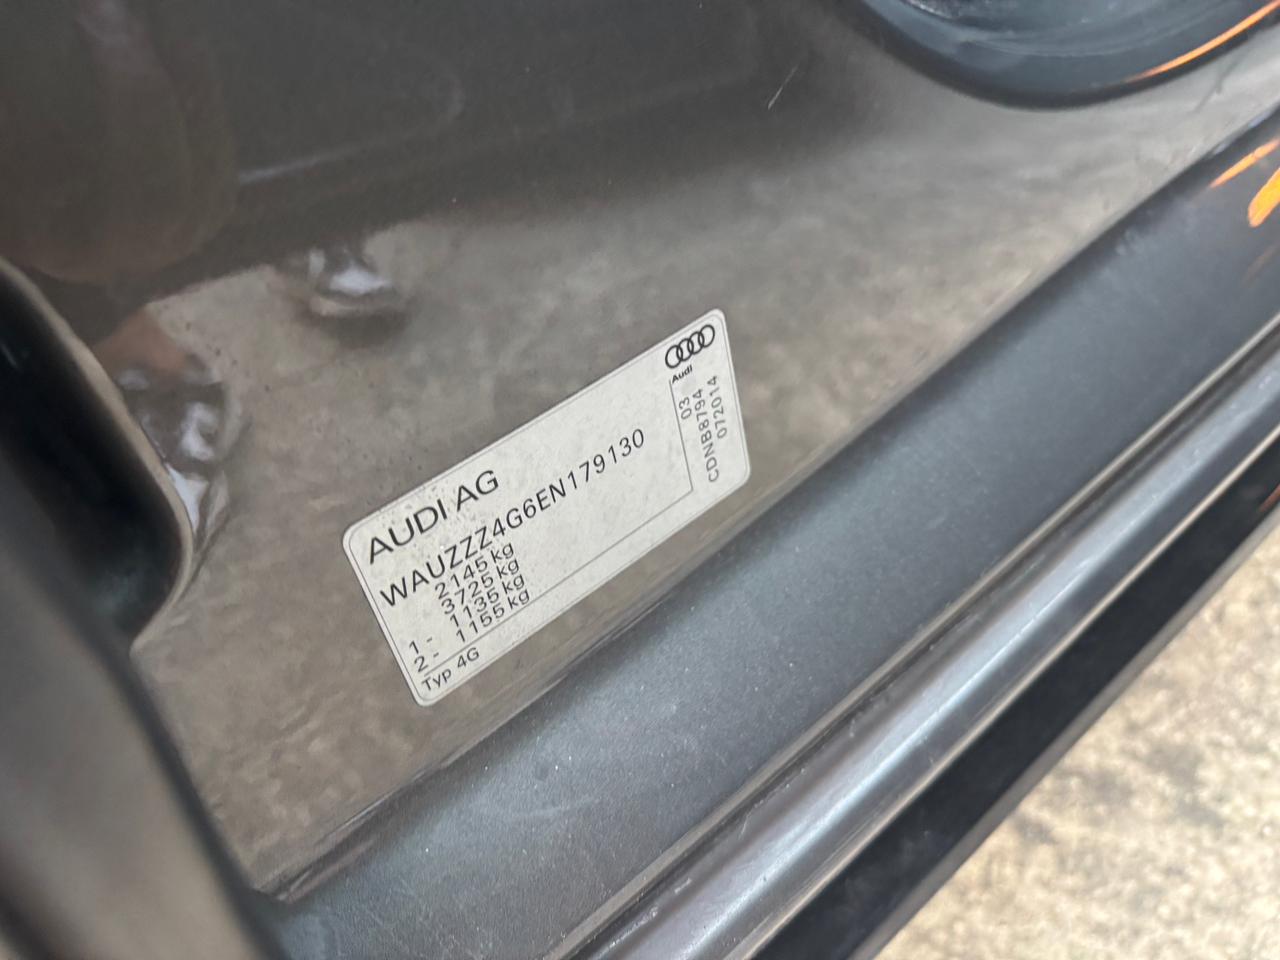 AUDI AG
WAUZZZ4G6EN179130
2145 kg
3725 kg
1 - 1135 kg
2 - 1155 kg
Typ 4G
Audi
03
CDNB8794
072014